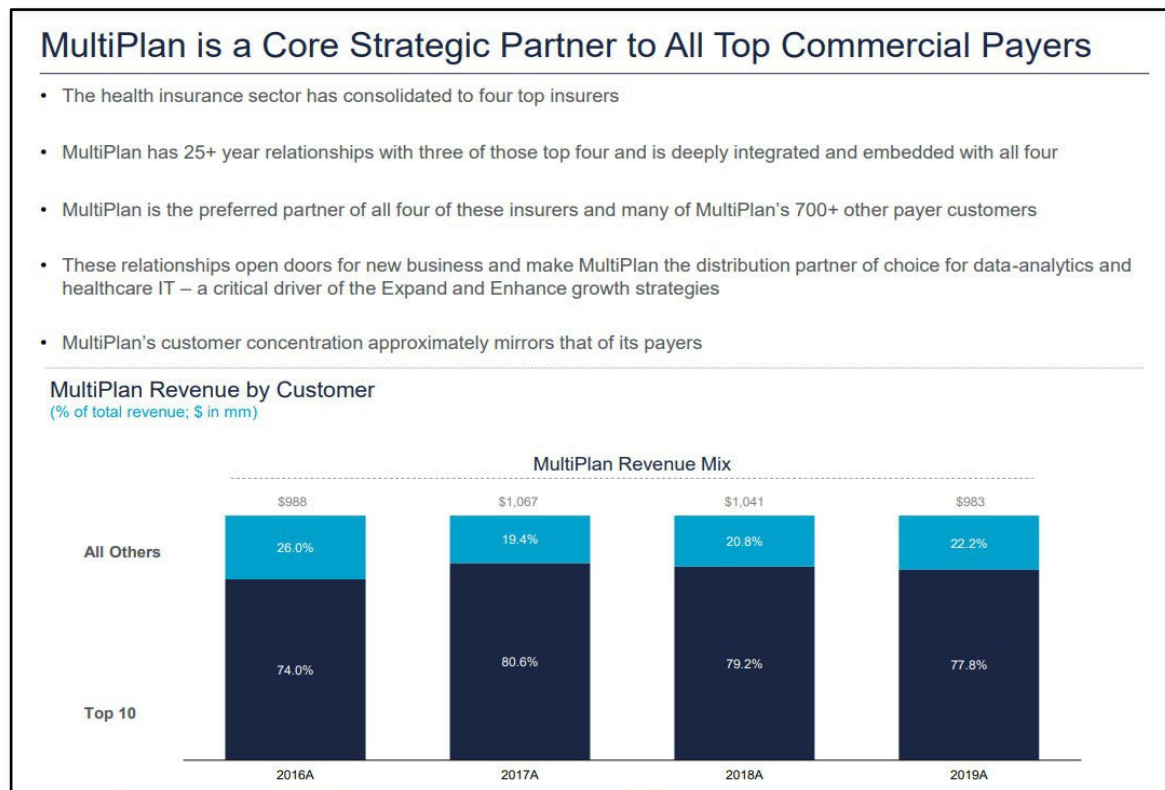 MultiPlan is a Core Strategic Partner to All Top Commercial Payers
• The health insurance sector has consolidated to four top insurers
• MultiPlan has 25+ year relationships with three of those top four and is deeply integrated and embedded with all four
• MultiPlan is the preferred partner of all four of these insurers and many of MultiPlan's 700+ other payer customers
• These relationships open doors for new business and make MultiPlan the distribution partner of choice for data-analytics and
healthcare IT – a critical driver of the Expand and Enhance growth strategies
• MultiPlan's customer concentration approximately mirrors that of its payers
MultiPlan Revenue by Customer
(% of total revenue; $ in mm)
MultiPlan Revenue Mix
$988 $1,067 $1,041 $983
All Others 26.0% 19.4% 20.8% 22.2%
74.0% 80.6% 79.2% 77.8%
Top 10
2016A 2017A 2018A 2019A